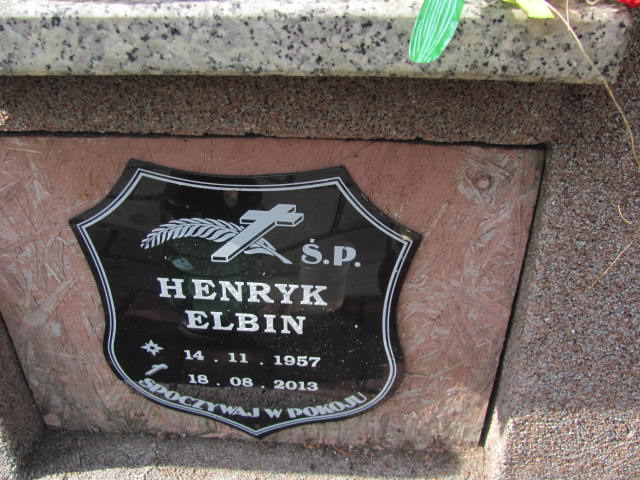 Ś.P.
HENRYK
ELBIN
14 . 11 . 1957
18 . 08 . 2013
SPOCZYWAJ W POKOJU